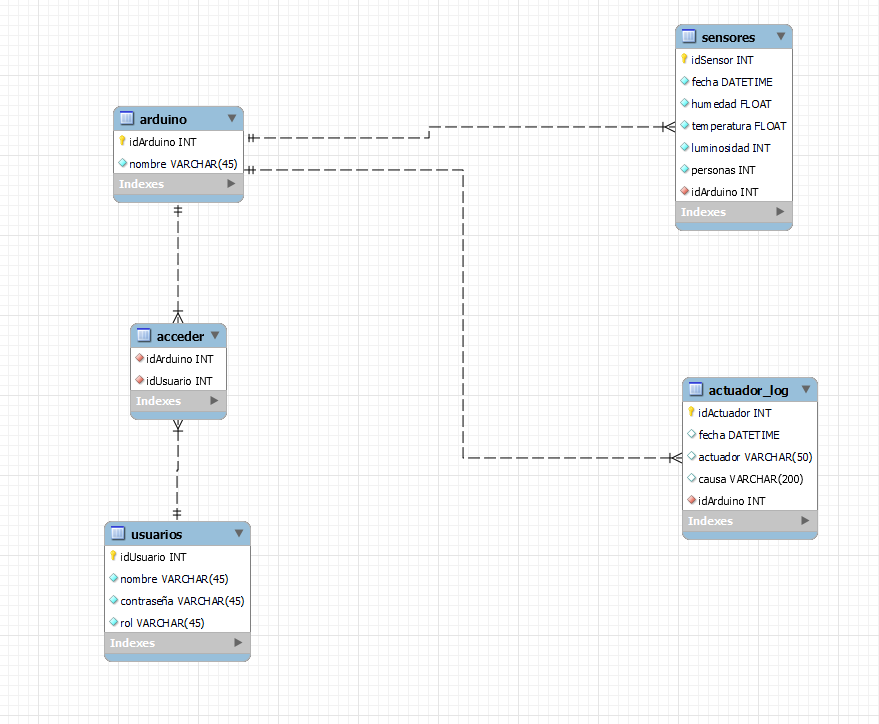 arduino
idArduino INT
nombre VARCHAR(45)
Indexes
sensores
idSensor INT
fecha DATETIME
humedad FLOAT
temperatura FLOAT
luminosidad INT
personas INT
idArduino INT
Indexes
acceder
idArduino INT
idUsuario INT
Indexes
actuador_log
idActuador INT
fecha DATETIME
actuador VARCHAR(50)
causa VARCHAR(200)
idArduino INT
Indexes
usuarios
idUsuario INT
nombre VARCHAR(45)
contraseña VARCHAR(45)
rol VARCHAR(45)
Indexes